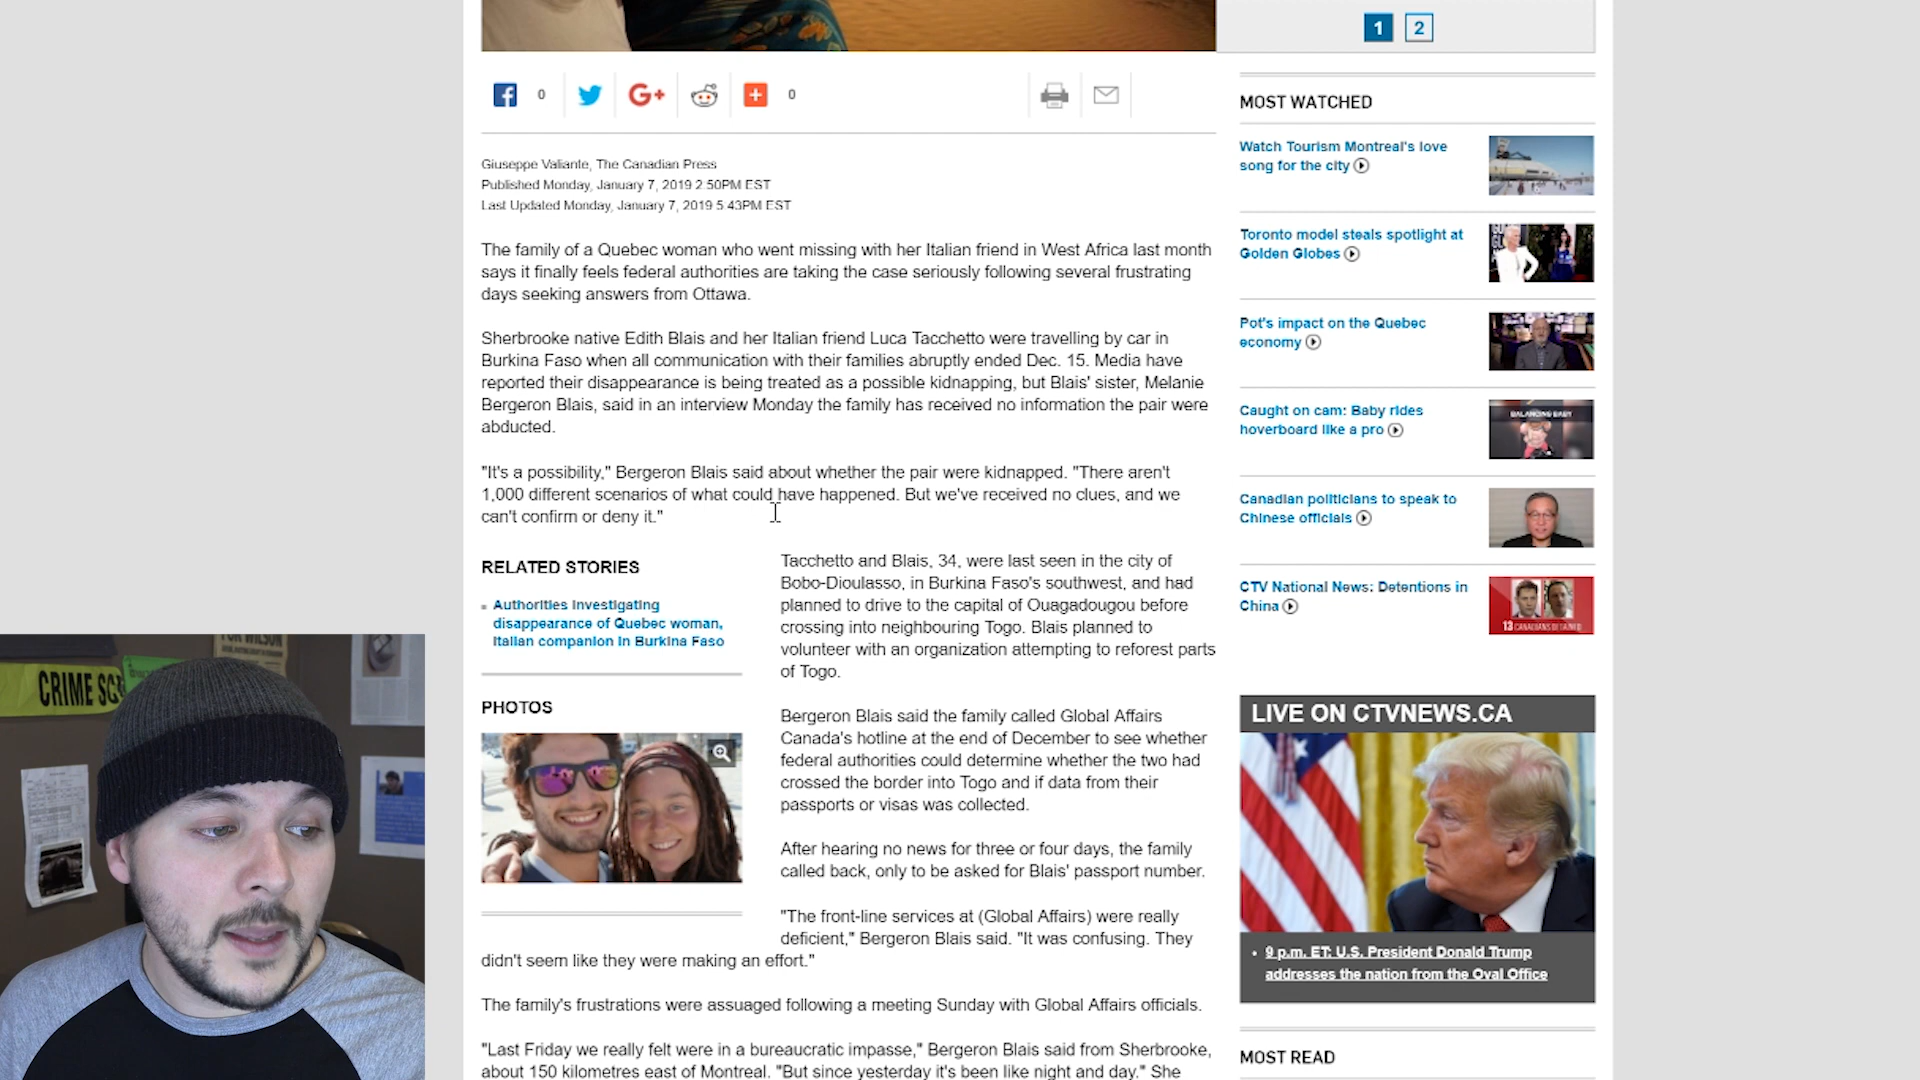 1 2
0
G+
0
Giuseppe Valiante, The Canadian Press
Published Monday, January 7, 2019 2:50PM EST
Last Updated Monday, January 7, 2019 5:43PM EST
The family of a Quebec woman who went missing with her Italian friend in West Africa last month
says it finally feels federal authorities are taking the case seriously following several frustrating
days seeking answers from Ottawa.
Sherbrooke native Edith Blais and her Italian friend Luca Tacchetto were travelling by car in
Burkina Faso when all communication with their families abruptly ended Dec. 15. Media have
reported their disappearance is being treated as a possible kidnapping, but Blais' sister, Melanie
Bergeron Blais, said in an interview Monday the family has received no information the pair were
abducted.
"It's a possibility," Bergeron Blais said about whether the pair were kidnapped. "There aren't
1,000 different scenarios of what could have happened. But we've received no clues, and we
can't confirm or deny it."
RELATED STORIES
Authorities investigating
disappearance of Quebec woman,
Italian companion in Burkina Faso
PHOTOS
Tacchetto and Blais, 34, were last seen in the city of
Bobo-Dioulasso, in Burkina Faso's southwest, and had
planned to drive to the capital of Ouagadougou before
crossing into neighbouring Togo. Blais planned to
volunteer with an organization attempting to reforest parts
of Togo.
Bergeron Blais said the family called Global Affairs
Canada's hotline at the end of December to see whether
federal authorities could determine whether the two had
crossed the border into Togo and if data from their
passports or visas was collected.
After hearing no news for three or four days, the family
called back, only to be asked for Blais' passport number.
"The front-line services at (Global Affairs) were really
deficient," Bergeron Blais said. "It was confusing. They
didn't seem like they were making an effort."
The family's frustrations were assuaged following a meeting Sunday with Global Affairs officials.
"Last Friday we really felt were in a bureaucratic impasse," Bergeron Blais said from Sherbrooke,
about 150 kilometres east of Montreal. "But since yesterday it's been like night and day." She
MOST WATCHED
Watch Tourism Montreal's love
song for the city
Toronto model steals spotlight at
Golden Globes
Pot's impact on the Quebec
economy
Caught on cam: Baby rides
hoverboard like a pro
BALANCING BABY
Canadian politicians to speak to
Chinese officials
CTV National News: Detentions in
China
13 CANADIANS DETAINED
LIVE ON CTVNEWS.CA
9 p.m. ET: U.S. President Donald Trump
addresses the nation from the Oval Office
MOST READ
CRIME SC